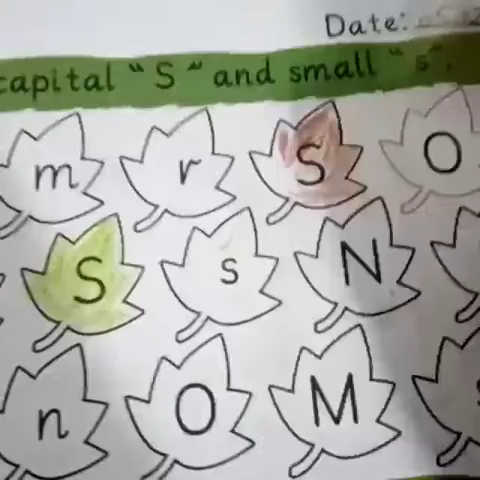 Date:
capital “ S ” and small “ s ”.
m r S O
S s N
n O M